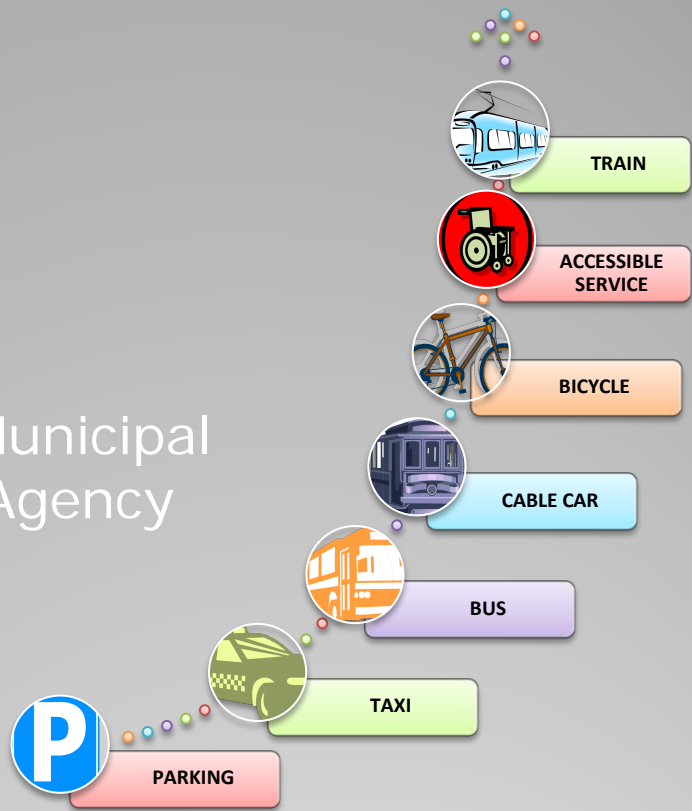 TRAIN
ACCESSIBLE
SERVICE
BICYCLE
Agency
CABLE CAR
BUS
TAXI
P
PARKING